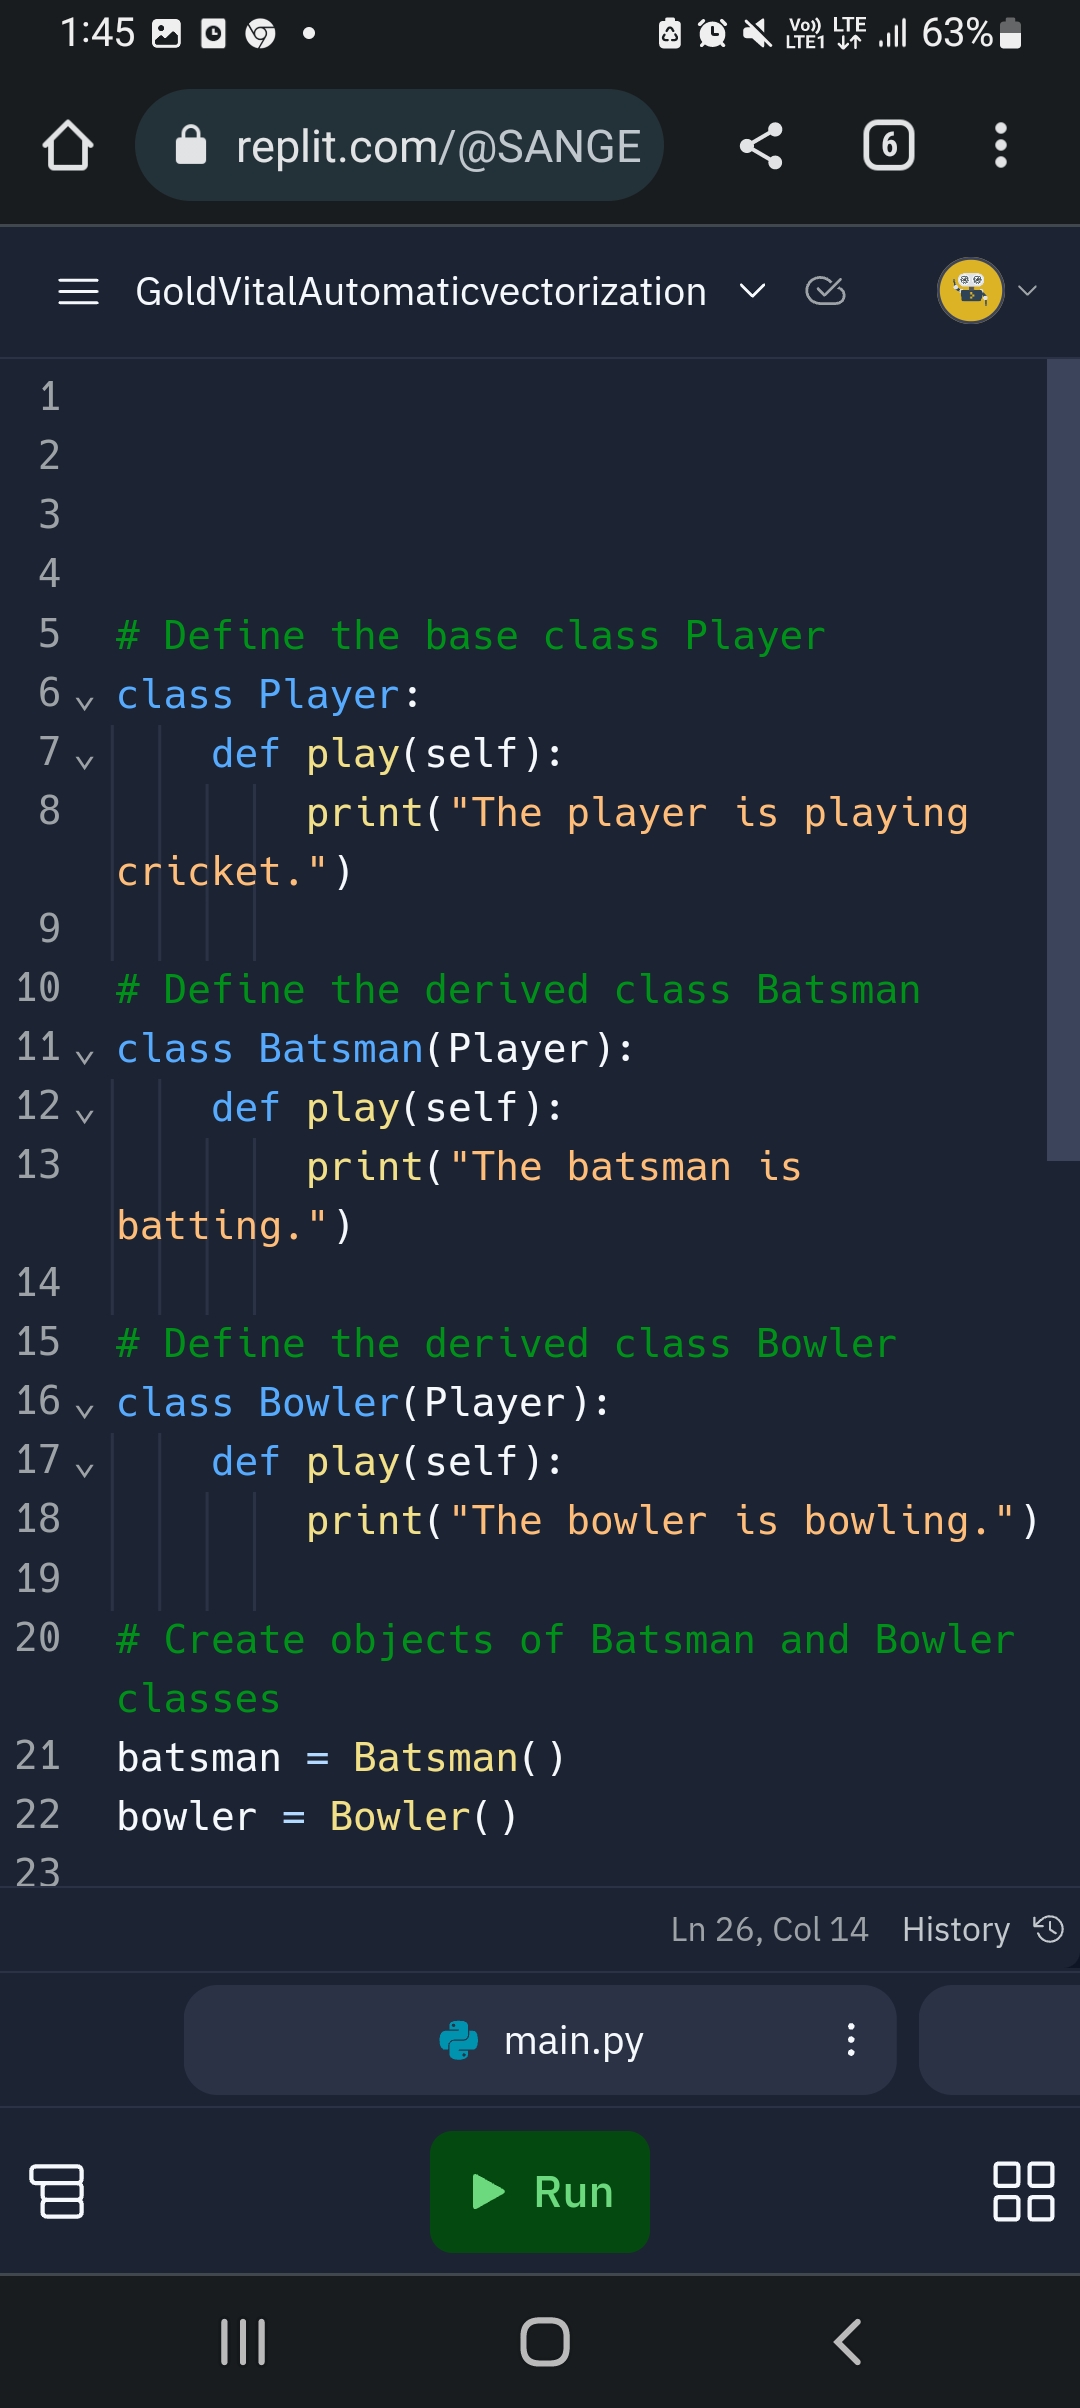 1:45
Vo)) LTE1
LTE
63%
replit.com/@SANGE
6
GoldVitalAutomaticvectorization
1
2
3
4
5 # Define the base class Player
6 class Player:
7     def play(self):
8         print("The player is playing
cricket.")
9
10 # Define the derived class Batsman
11 class Batsman(Player):
12     def play(self):
13         print("The batsman is
batting.")
14
15 # Define the derived class Bowler
16 class Bowler(Player):
17     def play(self):
18         print("The bowler is bowling.")
19
20 # Create objects of Batsman and Bowler
classes
21 batsman = Batsman()
22 bowler = Bowler()
23
Ln 26, Col 14 History
main.py
Run